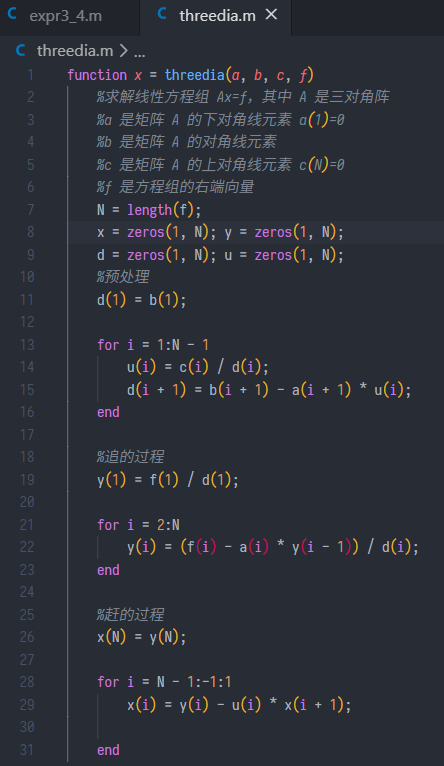 expr3_4.m threedia.m
threedia.m > ...
1 function x = threedia(a, b, c, f)
2 %求解线性方程组 Ax=f，其中 A 是三对角阵
3 %a 是矩阵 A 的下对角线元素 a(1)=0
4 %b 是矩阵 A 的对角线元素
5 %c 是矩阵 A 的上对角线元素 c(N)=0
6 %f 是方程组的右端向量
7 N = length(f);
8 x = zeros(1, N); y = zeros(1, N);
9 d = zeros(1, N); u = zeros(1, N);
10 %预处理
11 d(1) = b(1);
12
13 for i = 1:N - 1
14 u(i) = c(i) / d(i);
15 d(i + 1) = b(i + 1) - a(i + 1) * u(i);
16 end
17
18 %追的过程
19 y(1) = f(1) / d(1);
20
21 for i = 2:N
22 y(i) = (f(i) - a(i) * y(i - 1)) / d(i);
23 end
24
25 %赶的过程
26 x(N) = y(N);
27
28 for i = N - 1:-1:1
29 x(i) = y(i) - u(i) * x(i + 1);
30
31 end